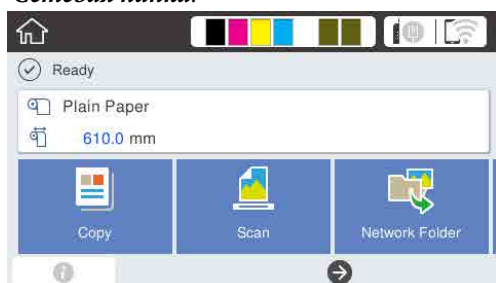 Ready
Plain Paper
610.0 mm
Copy
Scan
Network Folder